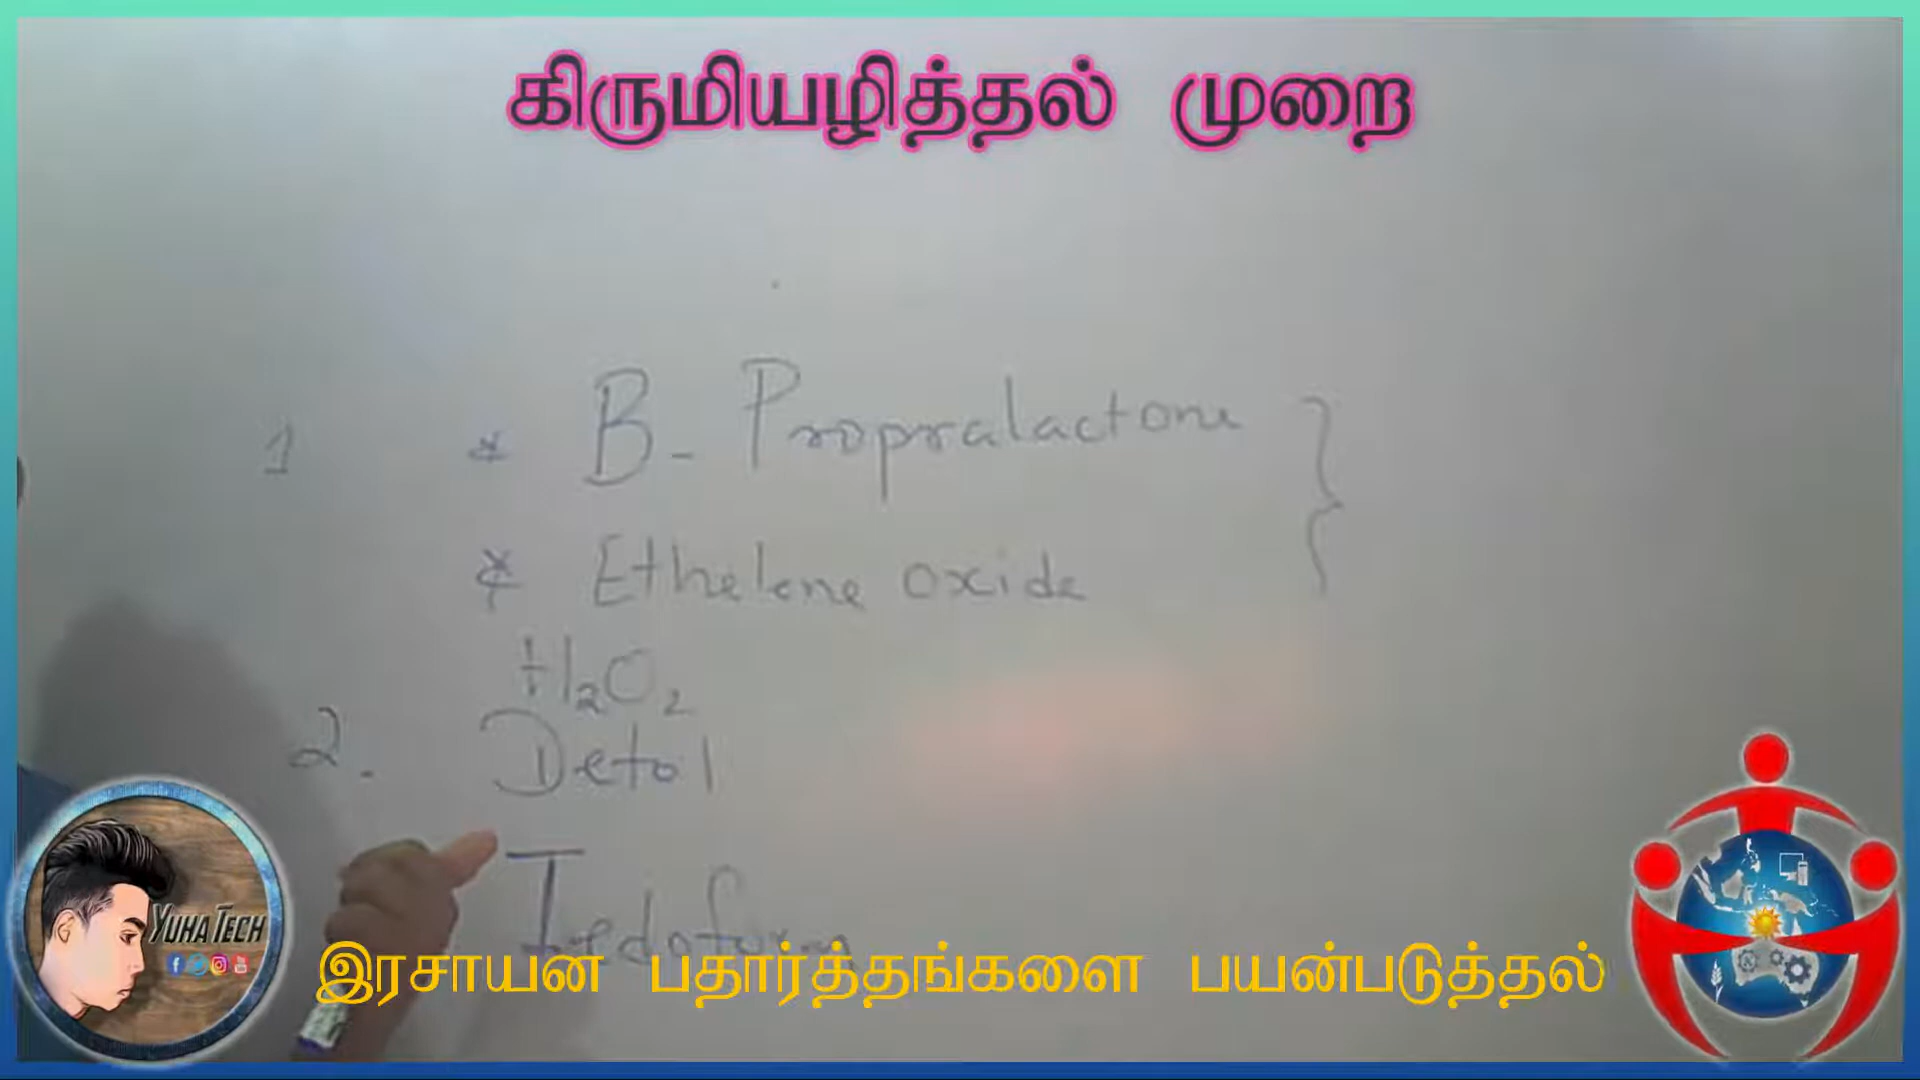 கிருமியழித்தல் முறை
1 * B - Propralactone
* Ethelene oxide
H₂O₂
2. Detol
Iedoform
இரசாயன பதார்த்தங்களை பயன்படுத்தல்
YUHA TECH